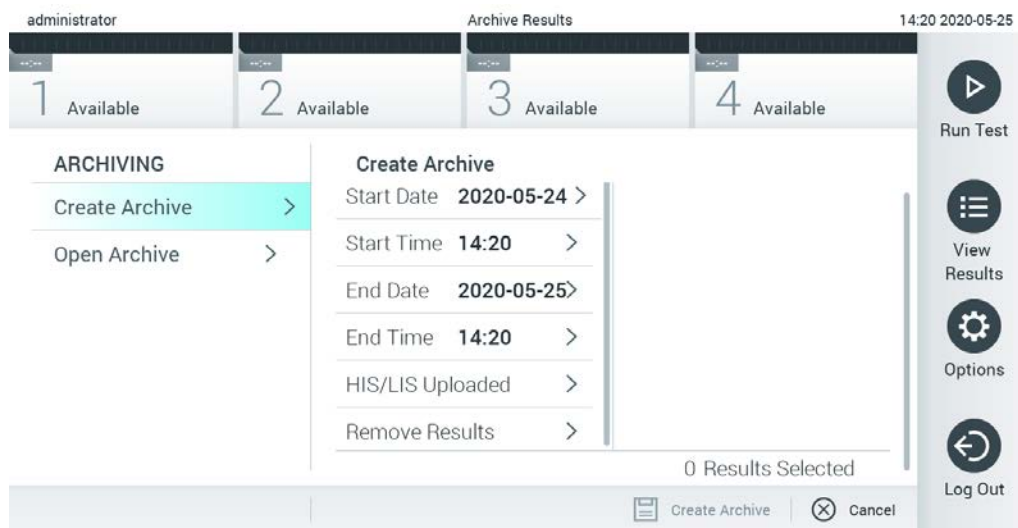 administrator Archive Results 14:20 2020-05-25
--:-- --:-- --:-- --:--
1 Available 2 Available 3 Available 4 Available
Run Test
ARCHIVING
Create Archive
Open Archive
Create Archive
Start Date 2020-05-24
Start Time 14:20
End Date 2020-05-25
End Time 14:20
HIS/LIS Uploaded
Remove Results
0 Results Selected
View
Results
Options
Log Out
Create Archive Cancel